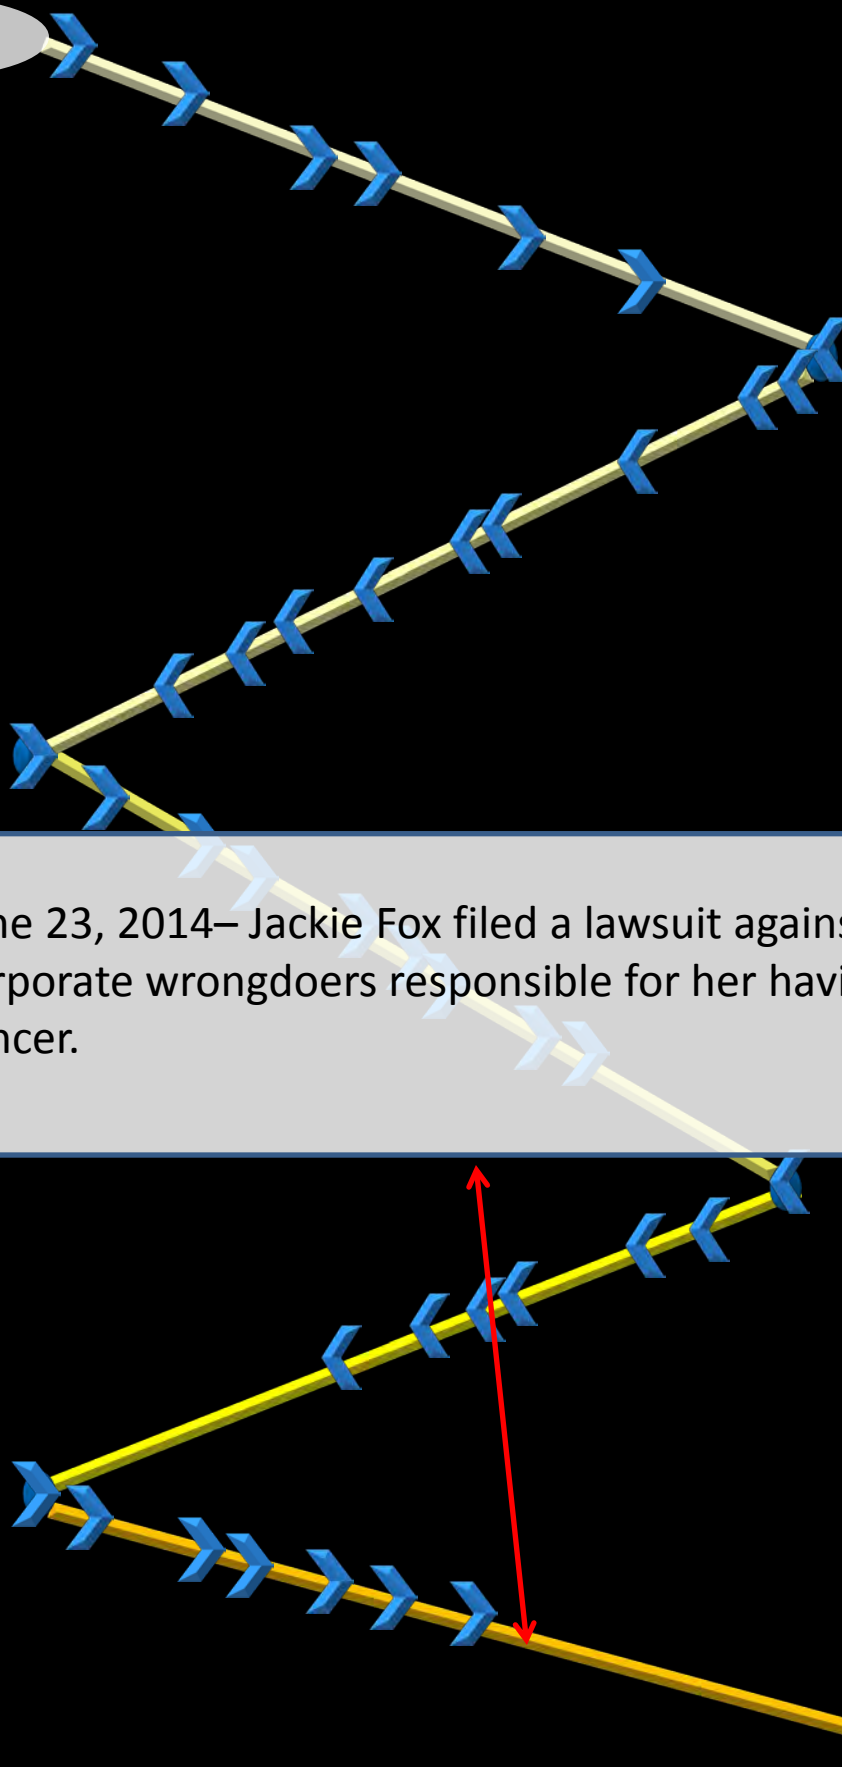 ne 23, 2014– Jackie Fox filed a lawsuit agains
rporate wrongdoers responsible for her havi
ncer.